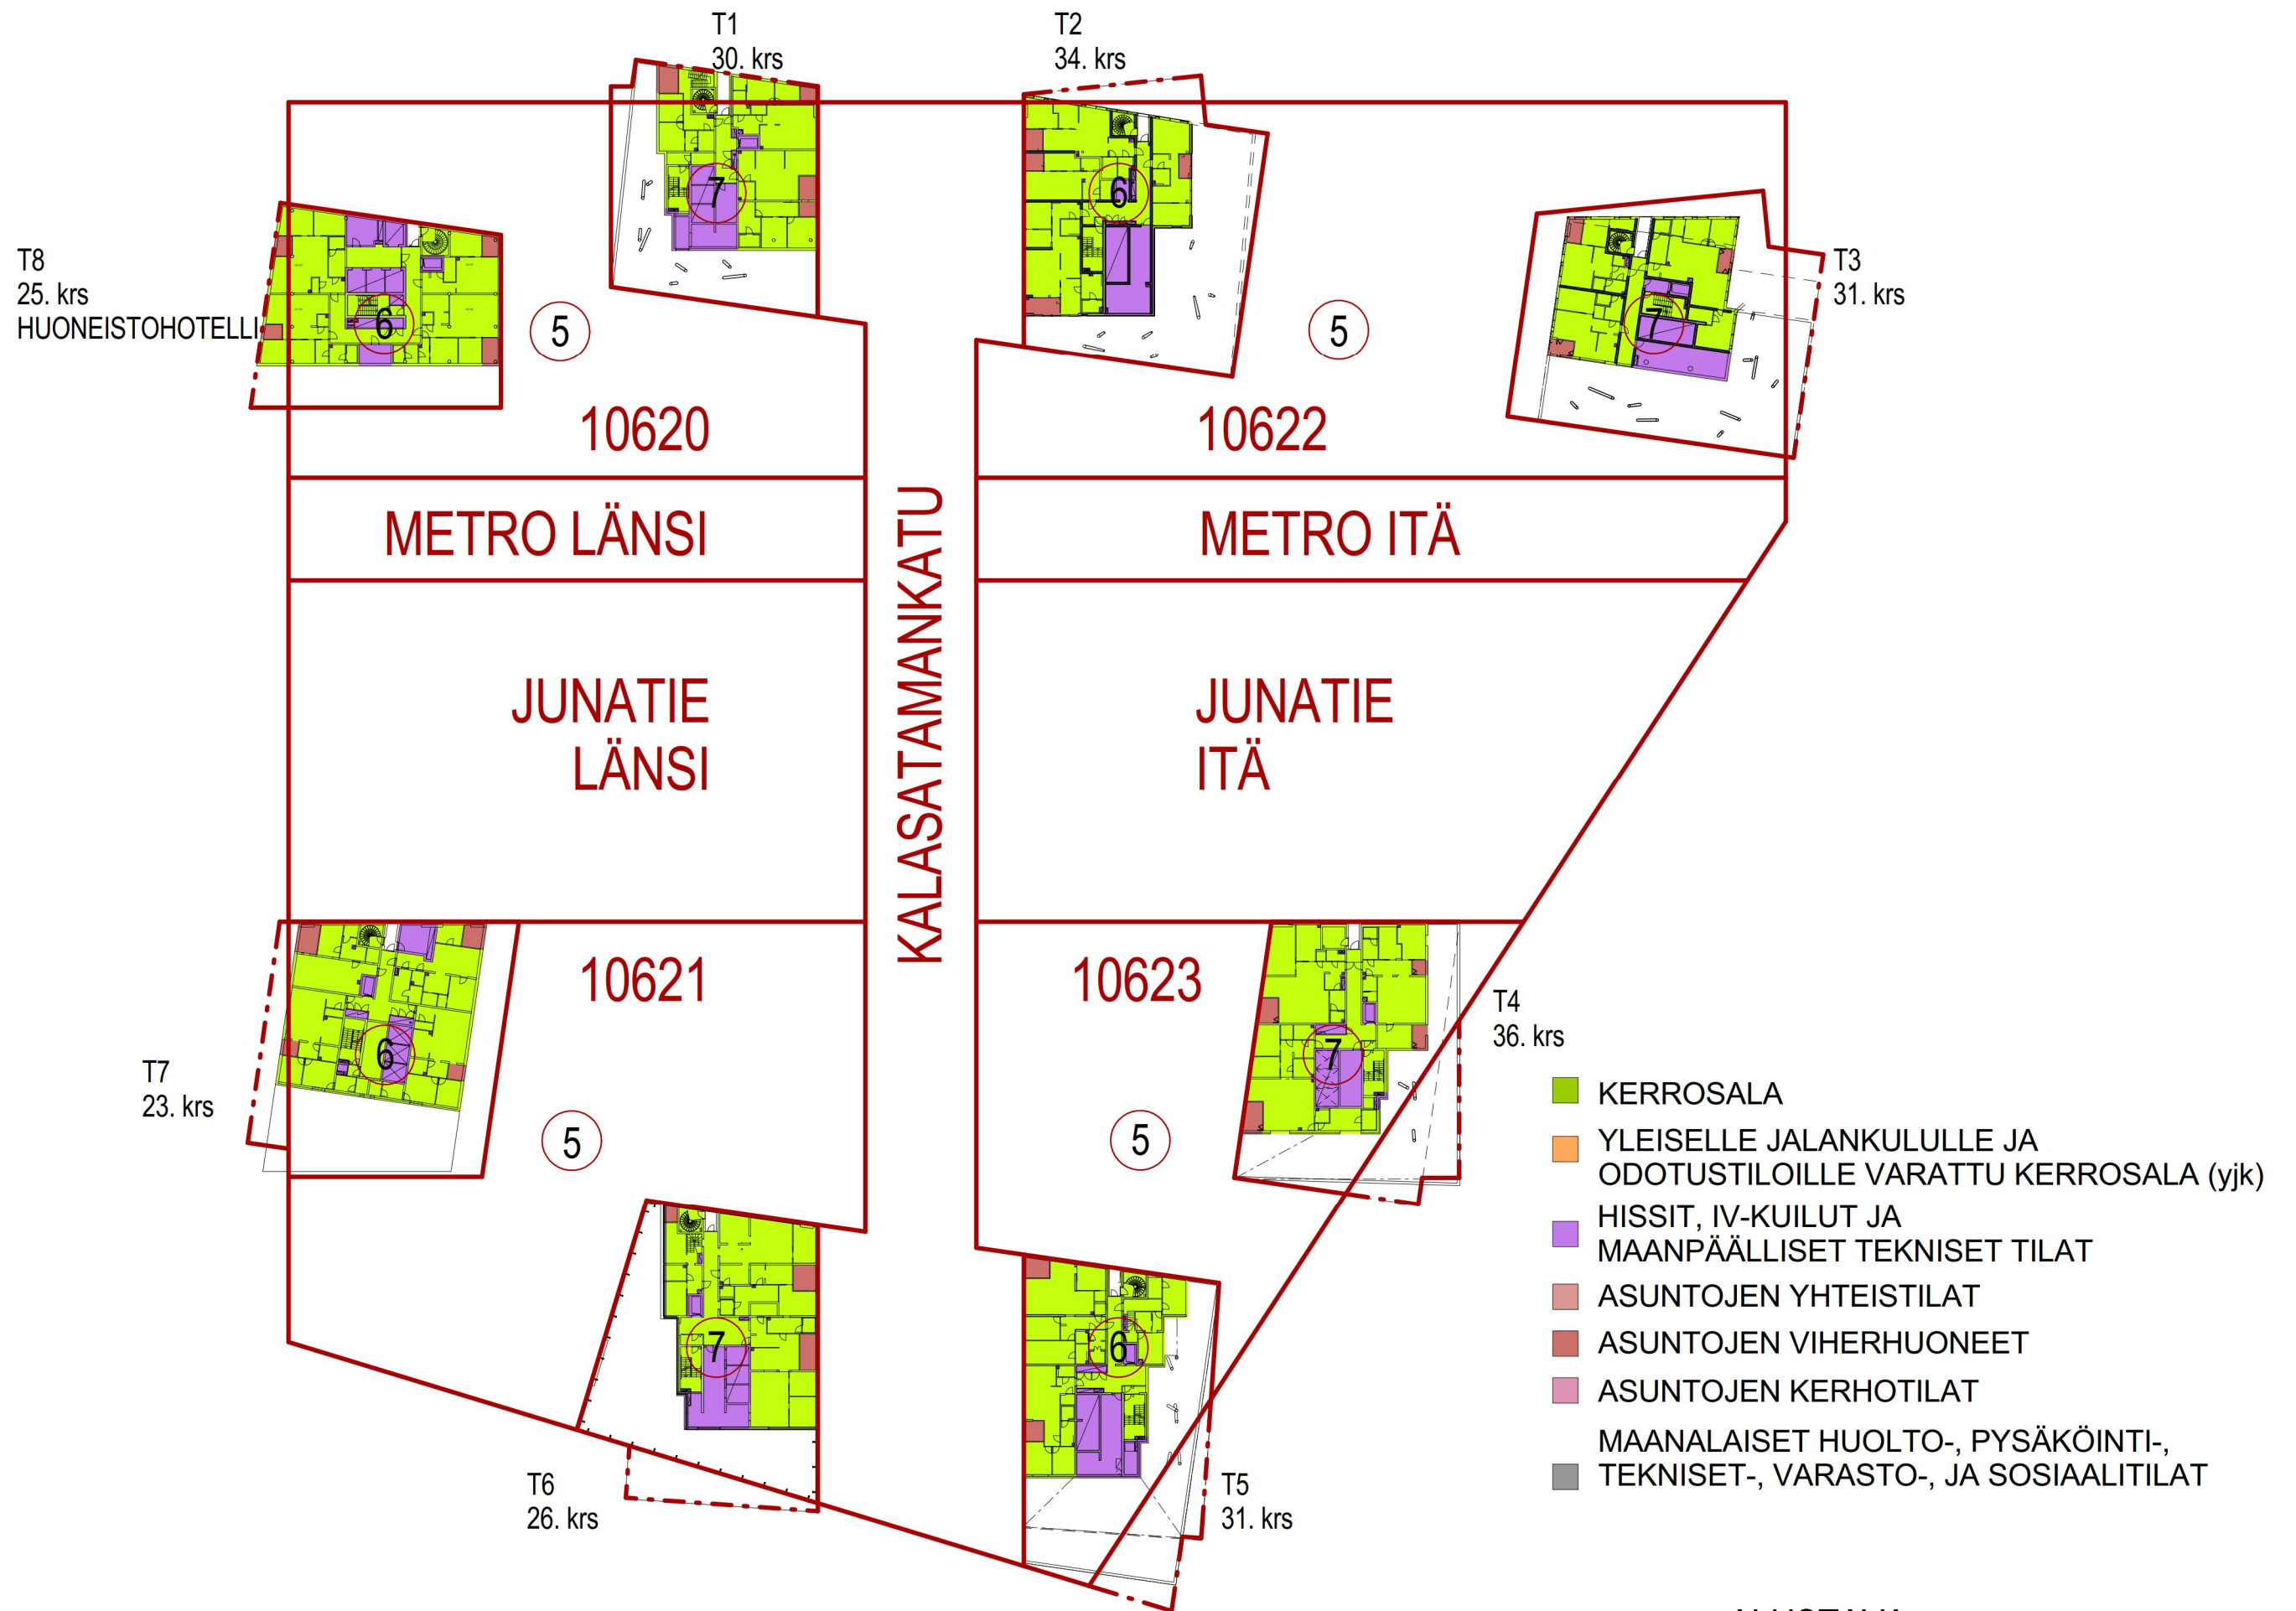 T1
30. krs
T2
34. krs
7
6
T8
25. krs
HUONEISTOHOTELLI
6
5
5
7
T3
31. krs
10620
10622
METRO LÄNSI
METRO ITÄ
KALASATAMANKATU
JUNATIE
LÄNSI
JUNATIE
ITÄ
10621
10623
T7
23. krs
6
5
5
7
T4
36. krs
7
6
T6
26. krs
T5
31. krs
KERROSALA
YLEISELLE JALANKULULLE JA
ODOTUSTILOILLE VARATTU KERROSALA (yjk)
HISSIT, IV-KUILUT JA
MAANPÄÄLLISET TEKNISET TILAT
ASUNTOJEN YHTEISTILAT
ASUNTOJEN VIHERHUONEET
ASUNTOJEN KERHOTILAT
MAANALAISET HUOLTO-, PYSÄKÖINTI-,
TEKNISET-, VARASTO-, JA SOSIAALITILAT